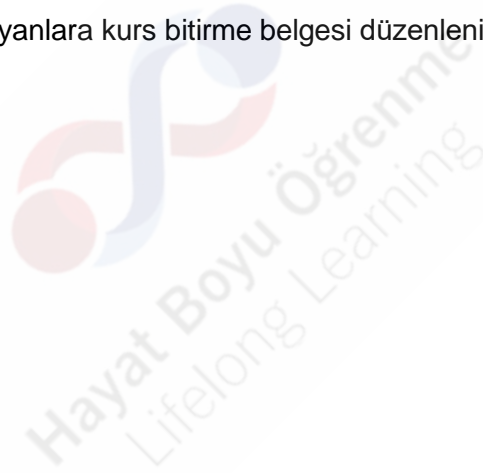 yanlara kurs bitirme belgesi düzenleni
Hayat Boyu Öğrenme
Lifelong Learning